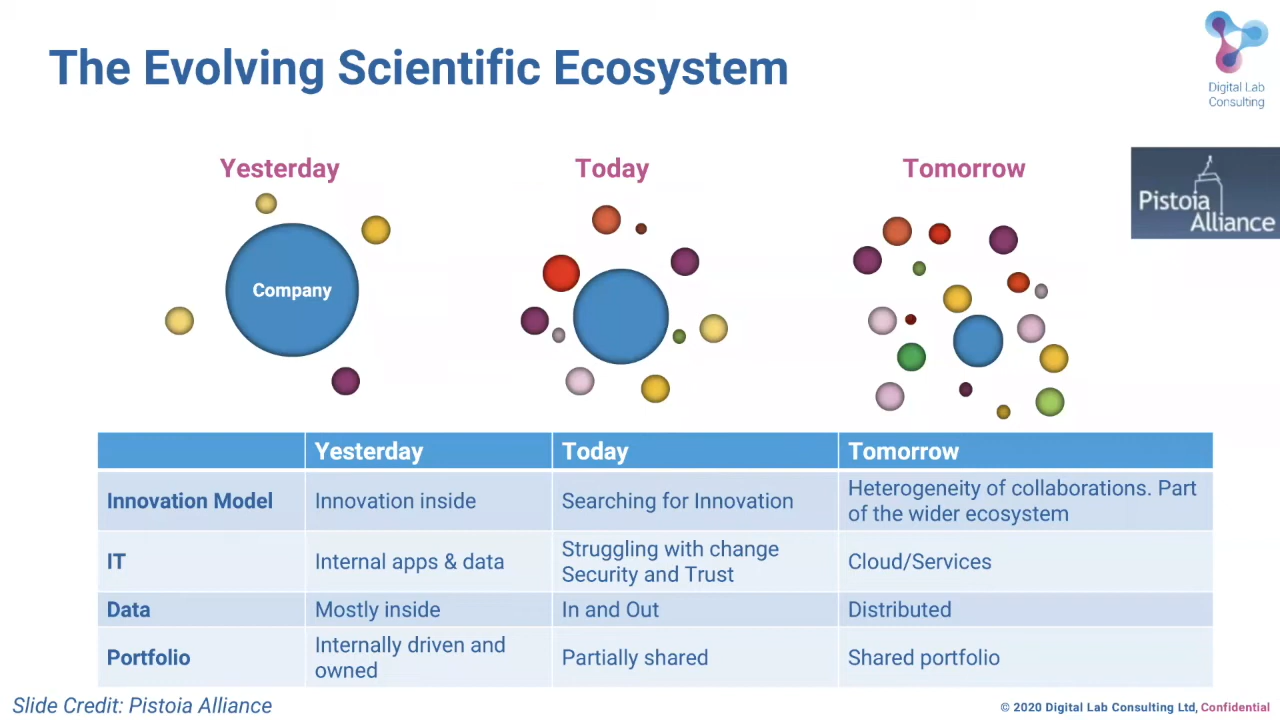 The Evolving Scientific Ecosystem
Digital Lab
Consulting
Yesterday
Today
Tomorrow
Pistoia
Alliance
Company
Yesterday
Today
Tomorrow
Innovation Model
Innovation inside
Searching for Innovation
Heterogeneity of collaborations. Part
of the wider ecosystem
IT
Internal apps & data
Struggling with change
Security and Trust
Cloud/Services
Data
Mostly inside
In and Out
Distributed
Portfolio
Internally driven and
owned
Partially shared
Shared portfolio
Slide Credit: Pistoia Alliance
© 2020 Digital Lab Consulting Ltd, Confidential